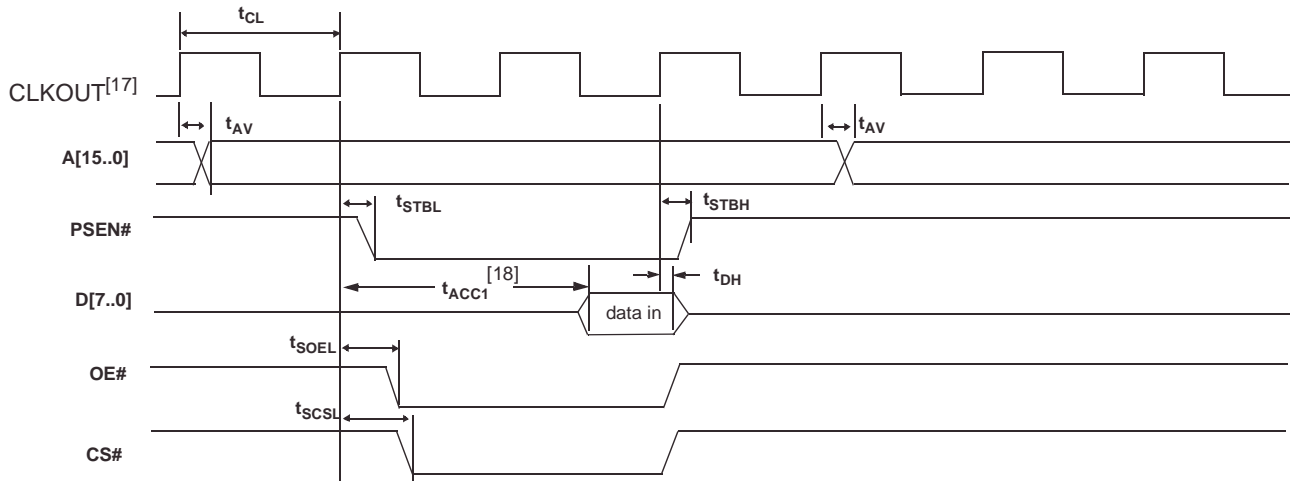 tCL
CLKOUT[17]
tAV
tAV
A[15..0]
tSTBL
tSTBH
PSEN#
[18]
tACC1
tDH
D[7..0]
data in
tSOEL
OE#
tSCSL
CS#